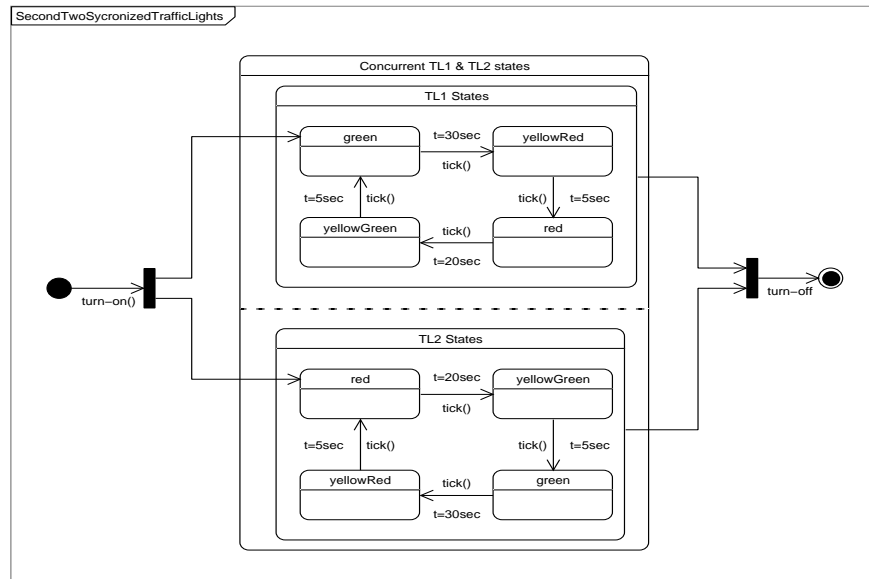 SecondTwoSycronizedTrafficLights
Concurrent TL1 & TL2 states
TL1 States
green
t=30sec
tick()
yellowRed
t=5sec
tick()
tick()
t=5sec
yellowGreen
tick()
t=20sec
red
turn-on()
turn-off
TL2 States
red
t=20sec
tick()
yellowGreen
t=5sec
tick()
tick()
t=5sec
yellowRed
tick()
t=30sec
green